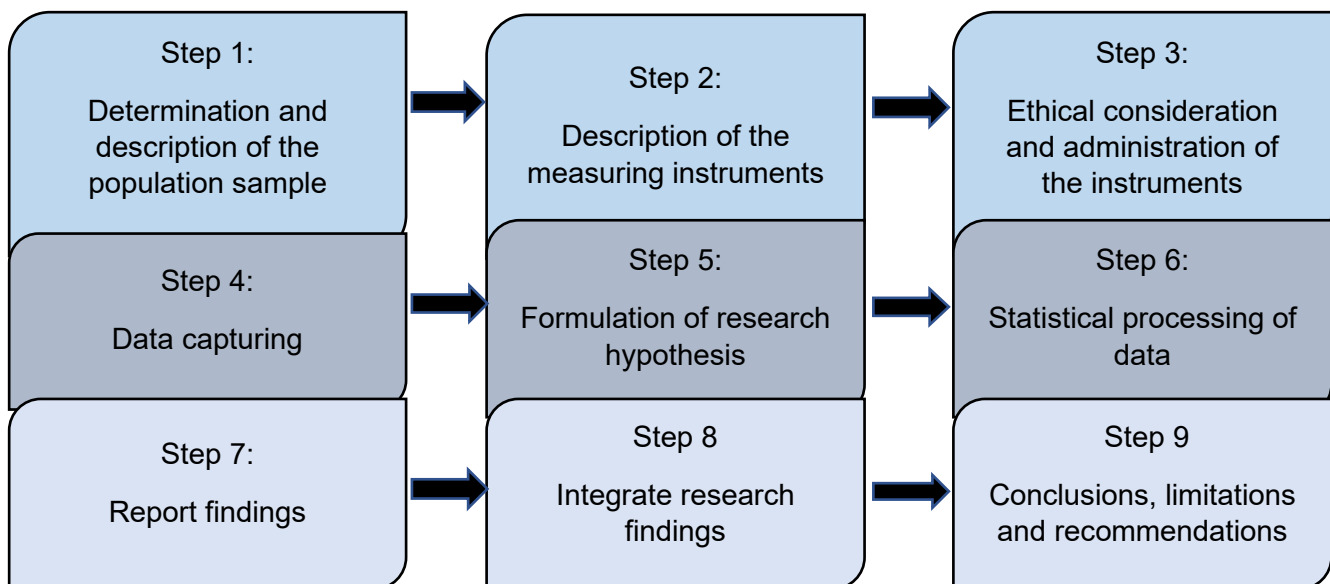 Step 1:
Determination and
description of the
population sample
Step 2:
Description of the
measuring instruments
Step 3:
Ethical consideration
and administration of
the instruments
Step 4:
Data capturing
Step 5:
Formulation of research
hypothesis
Step 6:
Statistical processing of
data
Step 7:
Report findings
Step 8
Integrate research
findings
Step 9
Conclusions, limitations
and recommendations